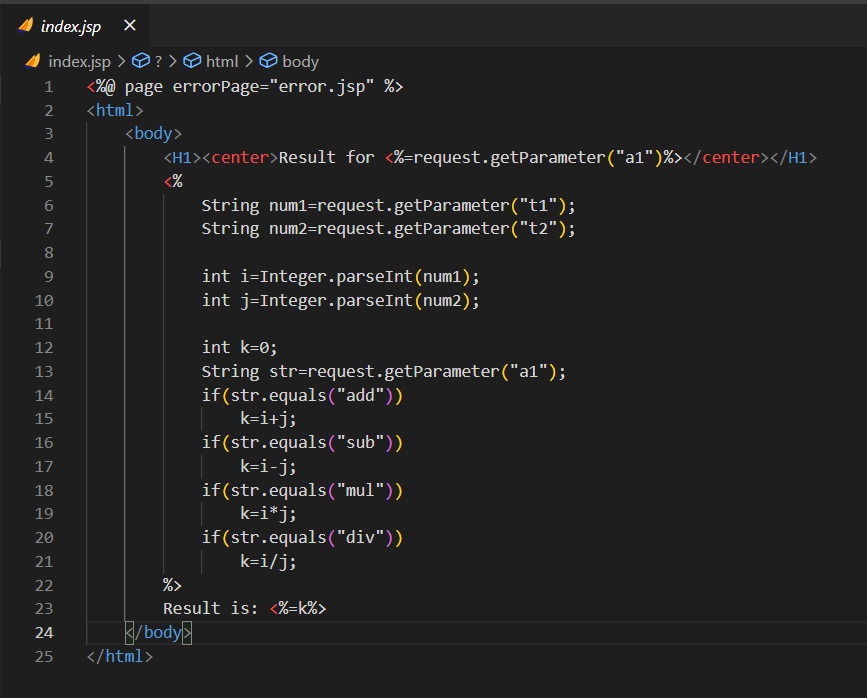 index.jsp ×
index.jsp > ? > html > body
1 <%@ page errorPage="error.jsp" %>
2 <html>
3 <body>
4 <H1><center>Result for <%=request.getParameter("a1")%></center></H1>
5 <%
6 String num1=request.getParameter("t1");
7 String num2=request.getParameter("t2");
8
9 int i=Integer.parseInt(num1);
10 int j=Integer.parseInt(num2);
11
12 int k=0;
13 String str=request.getParameter("a1");
14 if(str.equals("add"))
15 k=i+j;
16 if(str.equals("sub"))
17 k=i-j;
18 if(str.equals("mul"))
19 k=i*j;
20 if(str.equals("div"))
21 k=i/j;
22 %>
23 Result is: <%=k%>
24 </body>
25 </html>